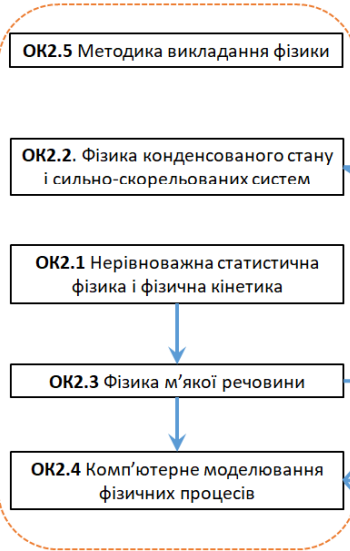 ОК2.5 Методика викладання фізики
ОК2.2. Фізика конденсованого стану
і сильно-скорельованих систем
ОК2.1 Нерівноважна статистична
фізика і фізична кінетика
ОК2.3 Фізика м’якої речовини
ОК2.4 Комп’ютерне моделювання
фізичних процесів